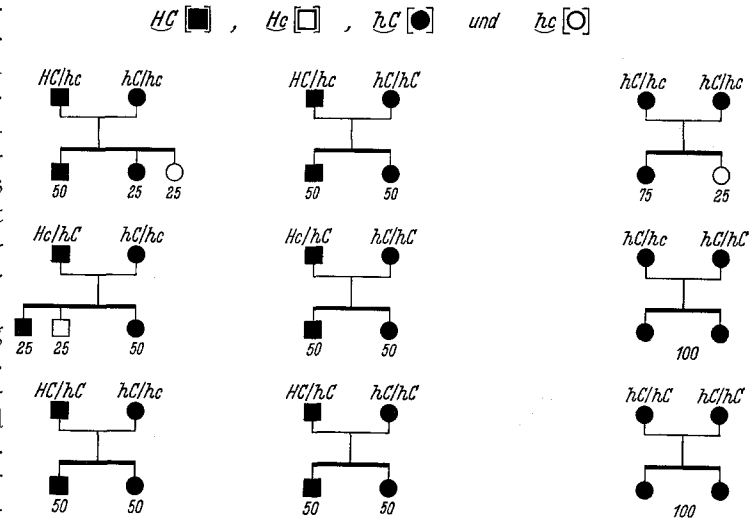 HC [■], Hc [□], hC [●] und hc [○]
HC/hc hC/hc HC/hc hC/hC hC/hc hC/hc
50 25 25 50 50 75 25
Hc/hC hC/hc Hc/hC hC/hC hC/hc hC/hC
25 25 50 50 50 100
HC/hC hC/hc HC/hC hC/hC hC/hC hC/hC
50 50 50 50 100